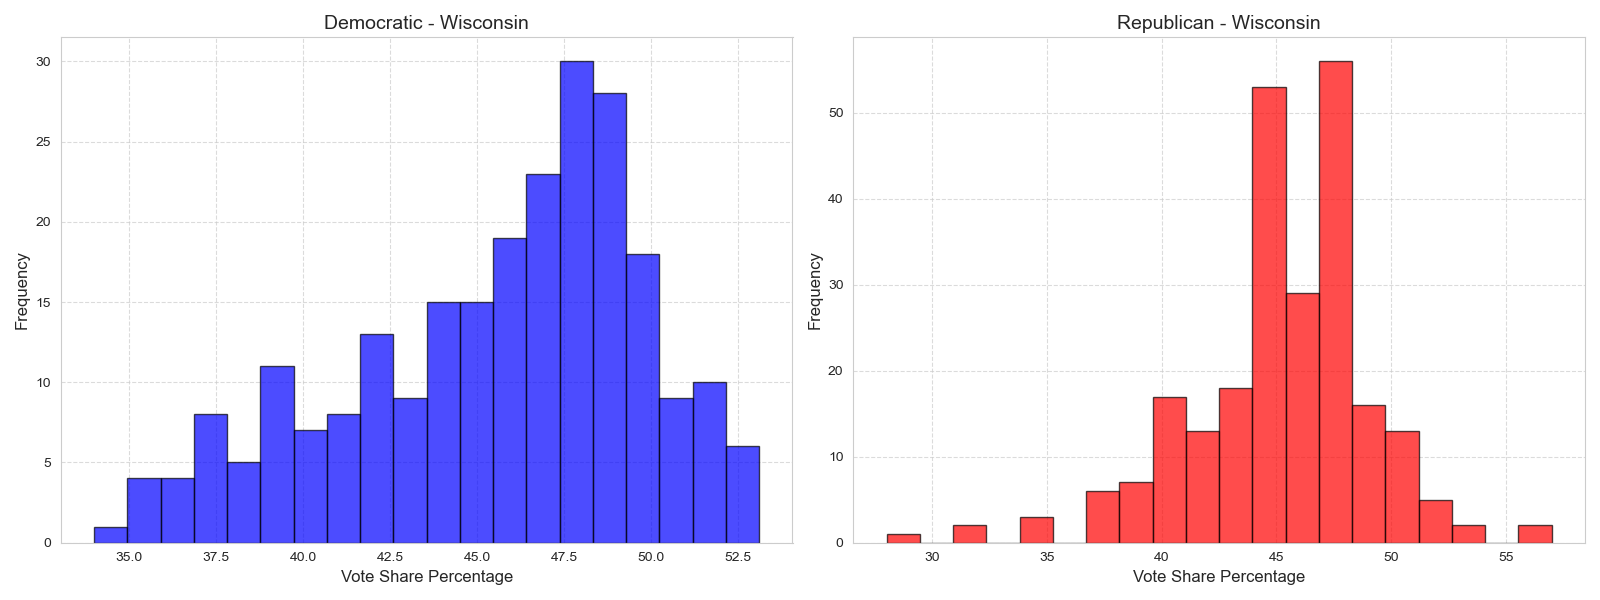 Democratic - Wisconsin
Frequency
30
25
20
15
10
5
0
35.0 37.5 40.0 42.5 45.0 47.5 50.0 52.5
Vote Share Percentage
Republican - Wisconsin
Frequency
50
40
30
20
10
0
30 35 40 45 50 55
Vote Share Percentage